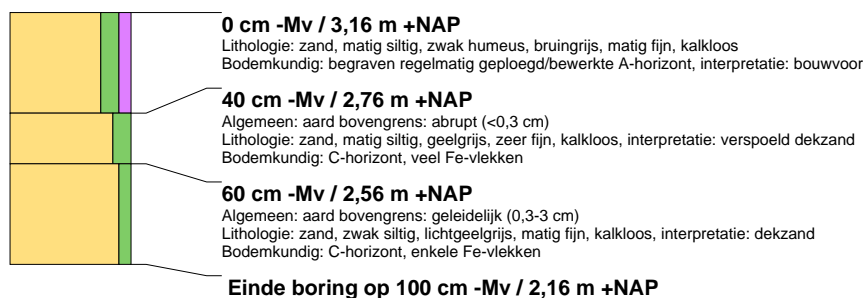 0 cm -Mv / 3,16 m +NAP
Lithologie: zand, matig siltig, zwak humeus, bruingrijs, matig fijn, kalkloos
Bodemkundig: begraven regelmatig geploegd/bewerkte A-horizont, interpretatie: bouwvoor
40 cm -Mv / 2,76 m +NAP
Algemeen: aard bovengrens: abrupt (<0,3 cm)
Lithologie: zand, matig siltig, geelgrijs, zeer fijn, kalkloos, interpretatie: verspoeld dekzand
Bodemkundig: C-horizont, veel Fe-vlekken
60 cm -Mv / 2,56 m +NAP
Algemeen: aard bovengrens: geleidelijk (0,3-3 cm)
Lithologie: zand, zwak siltig, lichtgeelgrijs, matig fijn, kalkloos, interpretatie: dekzand
Bodemkundig: C-horizont, enkele Fe-vlekken
Einde boring op 100 cm -Mv / 2,16 m +NAP